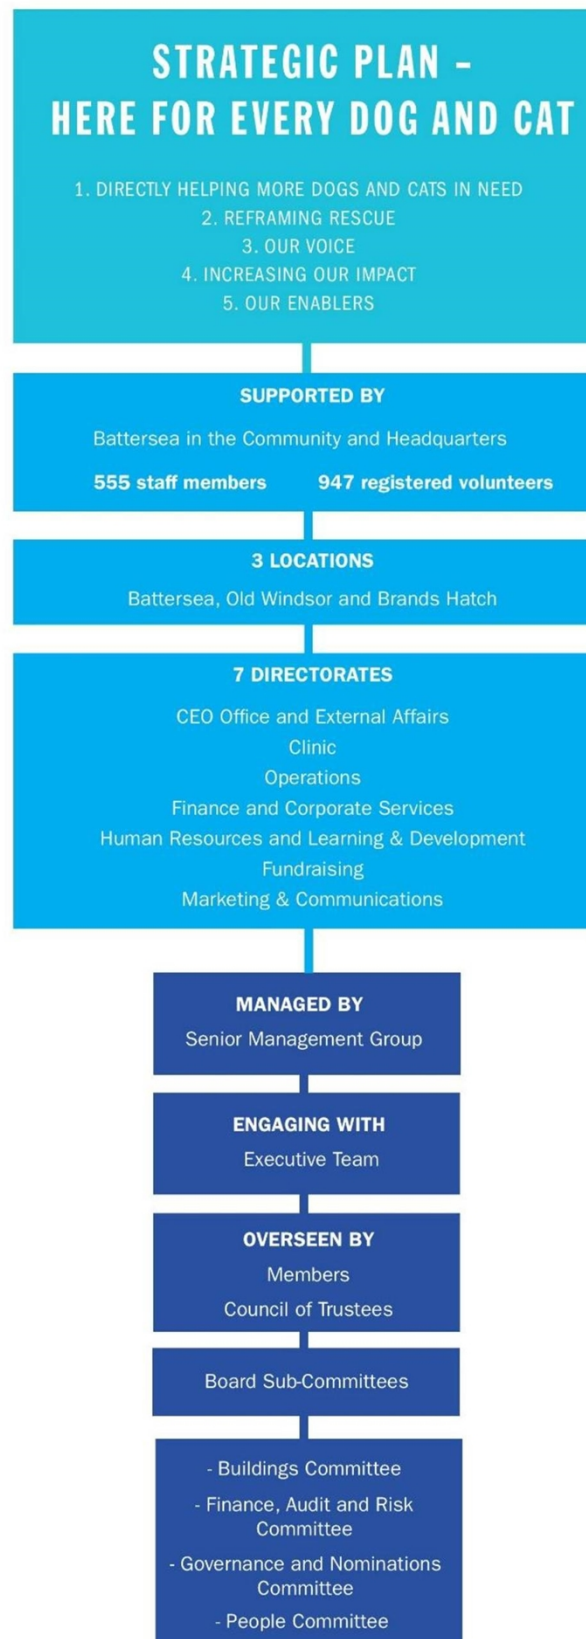 STRATEGIC PLAN –
HERE FOR EVERY DOG AND CAT
1. DIRECTLY HELPING MORE DOGS AND CATS IN NEED
2. REFRAMING RESCUE
3. OUR VOICE
4. INCREASING OUR IMPACT
5. OUR ENABLERS
SUPPORTED BY
Battersea in the Community and Headquarters
555 staff members 947 registered volunteers
3 LOCATIONS
Battersea, Old Windsor and Brands Hatch
7 DIRECTORATES
CEO Office and External Affairs
Clinic
Operations
Finance and Corporate Services
Human Resources and Learning & Development
Fundraising
Marketing & Communications
MANAGED BY
Senior Management Group
ENGAGING WITH
Executive Team
OVERSEEN BY
Members
Council of Trustees
Board Sub-Committees
- Buildings Committee
- Finance, Audit and Risk
Committee
- Governance and Nominations
Committee
- People Committee